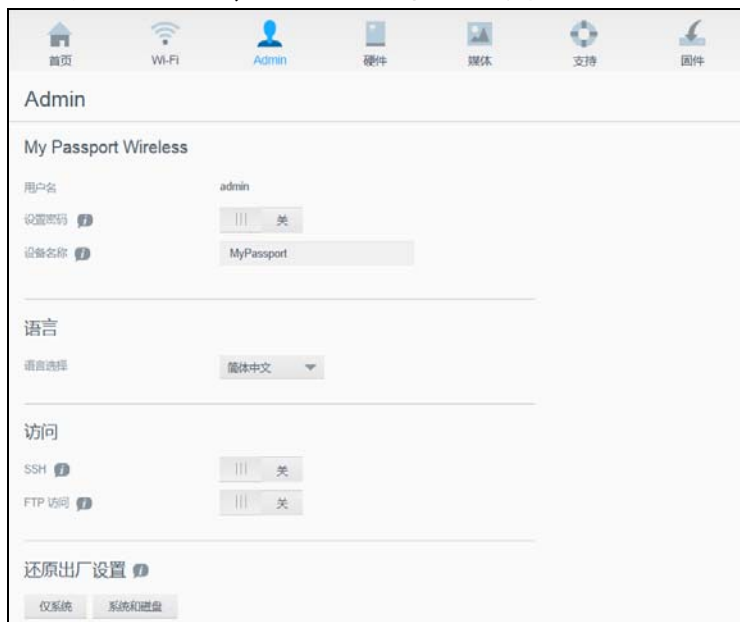 首页 Wi-Fi Admin 硬件 媒体 支持 固件
Admin
My Passport Wireless
用户名 admin
设置密码 关
设备名称 MyPassport
语言
语言选择 简体中文
访问
SSH 关
FTP 访问 关
还原出厂设置
仅系统 系统和磁盘